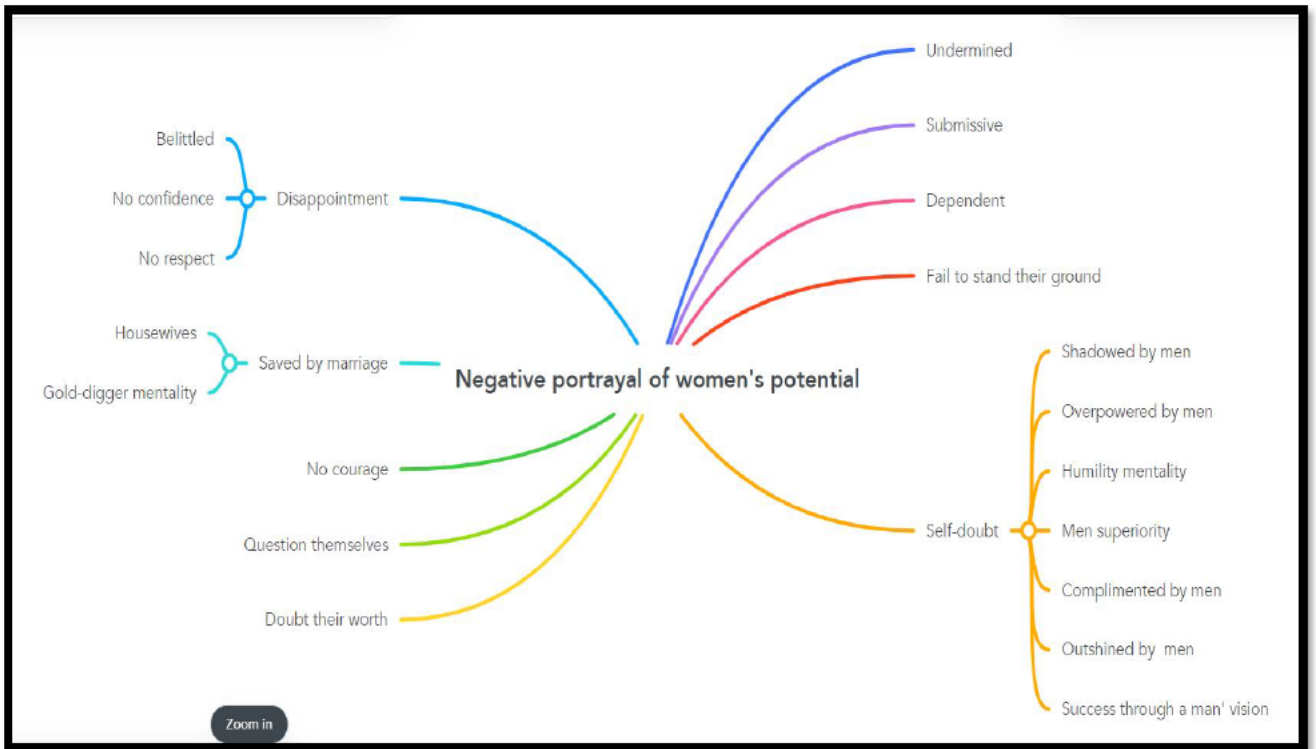 Undermined
Submissive
Dependent
Fail to stand their ground
Belittled
No confidence
No respect
Disappointment
Housewives
Gold-digger mentality
Saved by marriage
Negative portrayal of women's potential
No courage
Question themselves
Doubt their worth
Self-doubt
Shadowed by men
Overpowered by men
Humility mentality
Men superiority
Complimented by men
Outshined by  men
Success through a man' vision
Zoom in